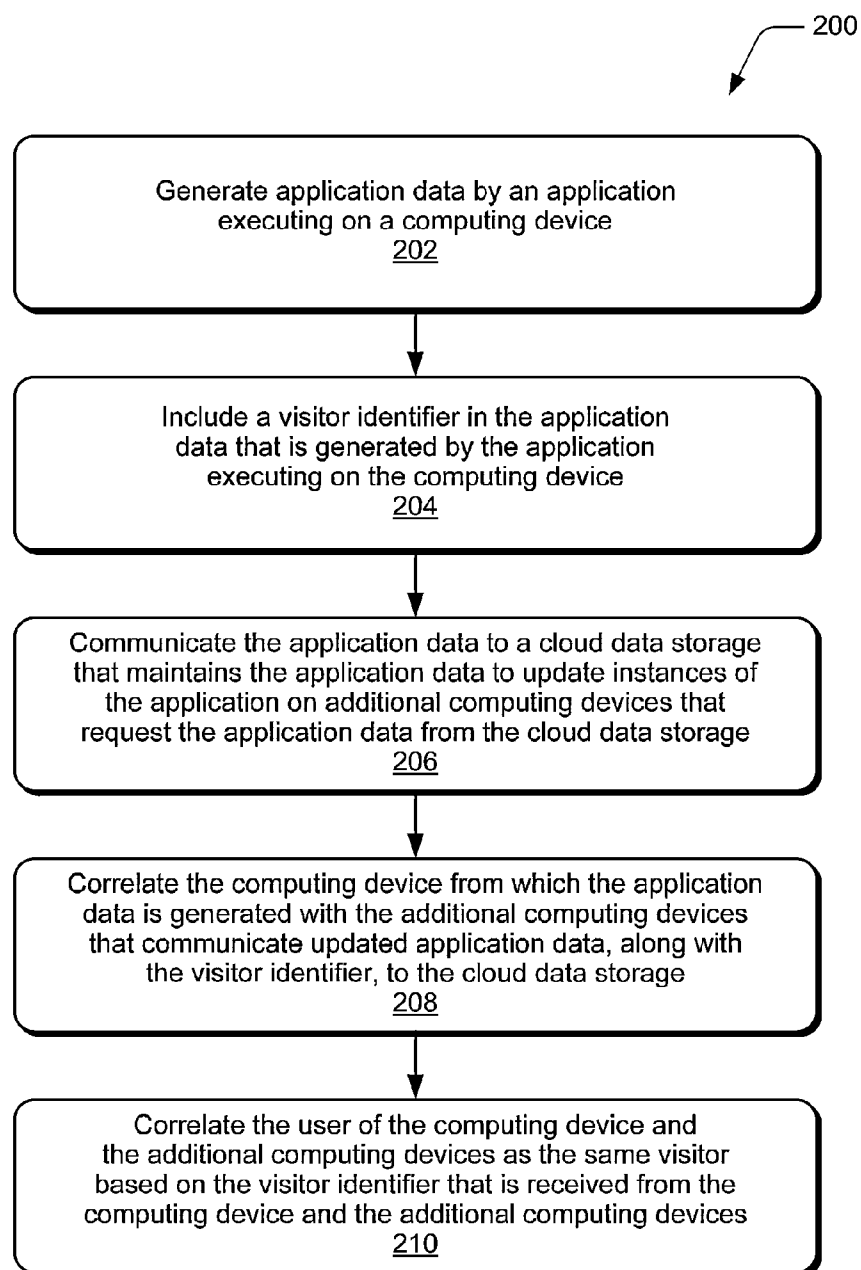 200
Generate application data by an application
executing on a computing device
202
Include a visitor identifier in the application
data that is generated by the application
executing on the computing device
204
Communicate the application data to a cloud data storage
that maintains the application data to update instances of
the application on additional computing devices that
request the application data from the cloud data storage
206
Correlate the computing device from which the application
data is generated with the additional computing devices
that communicate updated application data, along with
the visitor identifier, to the cloud data storage
208
Correlate the user of the computing device and
the additional computing devices as the same visitor
based on the visitor identifier that is received from the
computing device and the additional computing devices
210